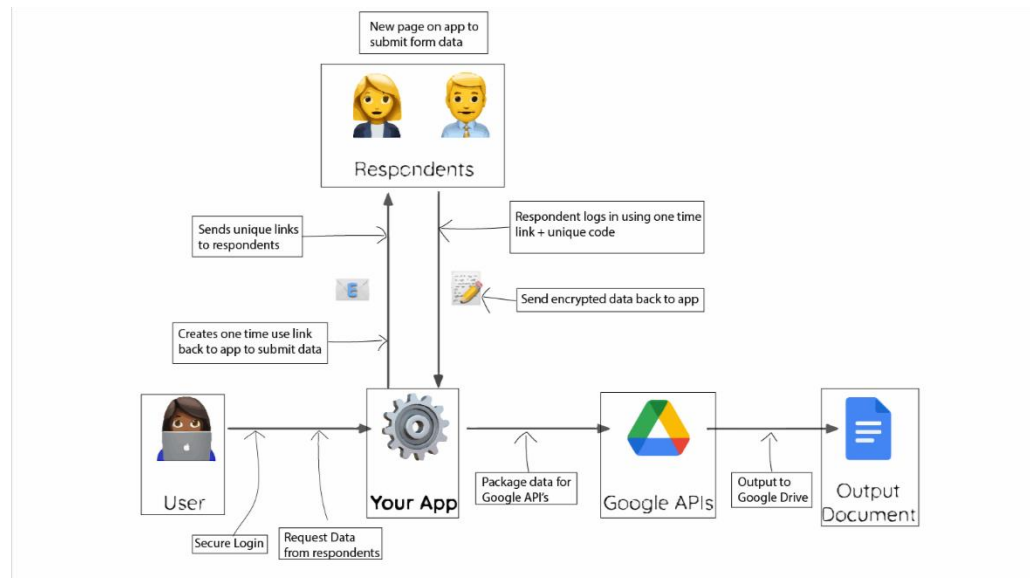 New page on app to
submit form data
Respondents
Sends unique links
to respondents
Respondent logs in using one time
link + unique code
E
Send encrypted data back to app
Creates one time use link
back to app to submit data
User
Your App
Google APIs
Output
Document
Package data for
Google API's
Output to
Google Drive
Secure Login
Request Data
from respondents